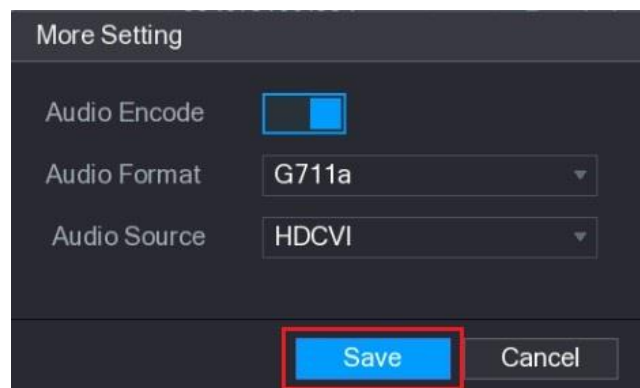 More Setting
Audio Encode
Audio Format G711a
Audio Source HDCVI
Save Cancel